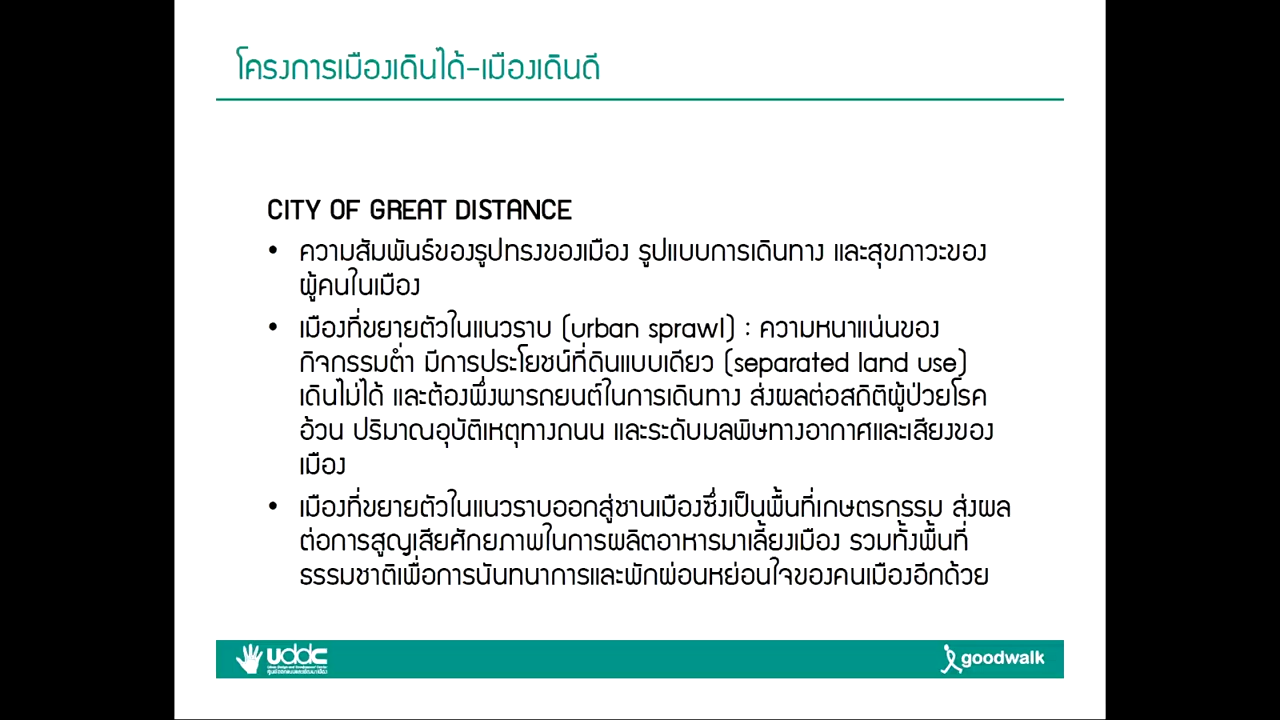 โครงการเมืองเดินได้-เมืองเดินดี
CITY OF GREAT DISTANCE
• ความสัมพันธ์ของรูปทรงของเมือง รูปแบบการเดินทาง และสุขภาวะของ
ผู้คนในเมือง
• เมืองที่ขยายตัวในแนวราบ (urban sprawl) : ความหนาแน่นของ
กิจกรรมต่ำ มีการประโยชน์ที่ดินแบบเดียว (separated land use)
เดินไม่ได้ และต้องพึ่งพารถยนต์ในการเดินทาง ส่งผลต่อสถิติผู้ป่วยโรค
อ้วน ปริมาณอุบัติเหตุทางถนน และระดับมลพิษทางอากาศและเสียงของ
เมือง
• เมืองที่ขยายตัวในแนวราบออกสู่ชานเมืองซึ่งเป็นพื้นที่เกษตรกรรม ส่งผล
ต่อการสูญเสียศักยภาพในการผลิตอาหารมาเลี้ยงเมือง รวมทั้งพื้นที่
ธรรมชาติเพื่อการนันทนาการและพักผ่อนหย่อนใจของคนเมืองอีกด้วย
uddc
goodwalk